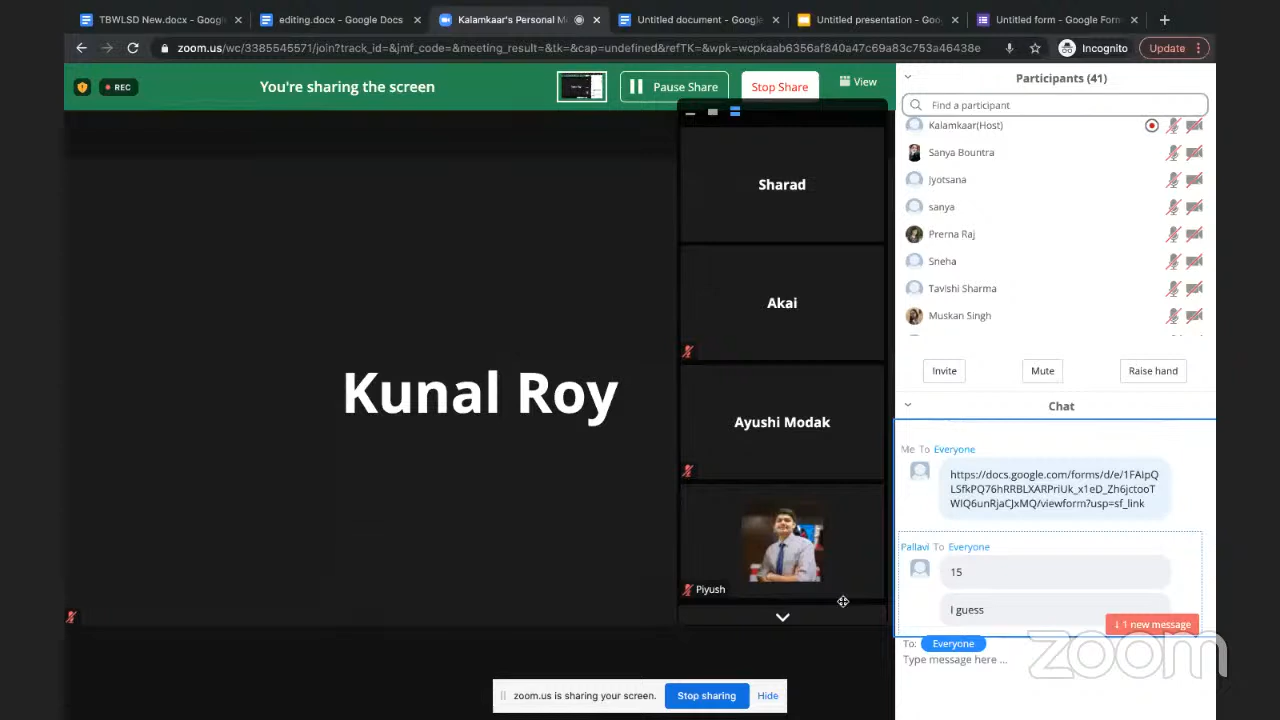 TBWLSD New.docx - Google
editing.docx - Google Docs
Kalamkaar's Personal M
Untitled document - Google
Untitled presentation - Goo
Untitled form - Google Form
zoom.us/wc/3385545571/join?track_id=&jmf_code=&meeting_result=&tk=&cap=undefined&refTK=&wpk=wcpkaab6356af840a47c69a83c753a46438e
Incognito
Update
REC
You're sharing the screen
Pause Share
Stop Share
View
Sharad
Akai
Ayushi Modak
Piyush
Kunal Roy
Participants (41)
Find a participant
Kalamkaar(Host)
Sanya Bountra
Jyotsana
sanya
Prerna Raj
Sneha
Tavishi Sharma
Muskan Singh
Invite
Mute
Raise hand
Chat
Me To Everyone
https://docs.google.com/forms/d/e/1FAIpQ
LSfkPQ76hRRBLXARPriUk_x1eD_Zh6jctooT
WIQ6unRjaCJxMQ/viewform?usp=sf_link
Pallavi To Everyone
15
I guess
↓ 1 new message
To: Everyone
Type message here ...
zoom
zoom.us is sharing your screen.
Stop sharing
Hide